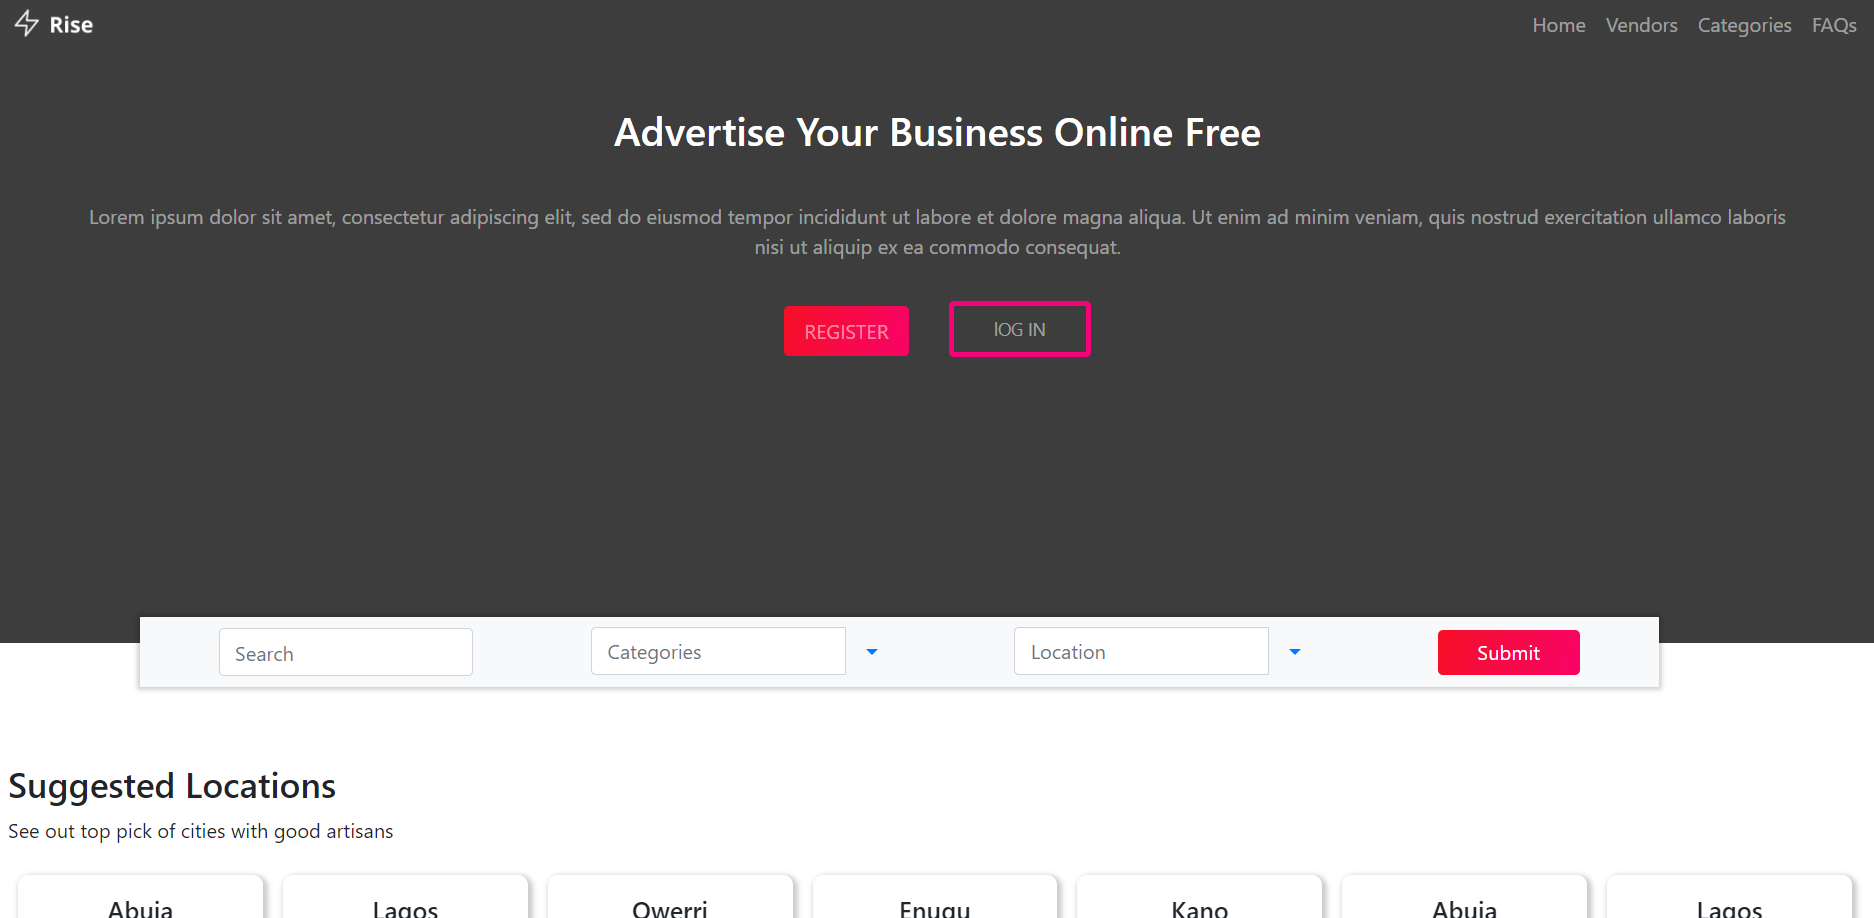 Rise
Home Vendors Categories FAQs
Advertise Your Business Online Free
Lorem ipsum dolor sit amet, consectetur adipiscing elit, sed do eiusmod tempor incididunt ut labore et dolore magna aliqua. Ut enim ad minim veniam, quis nostrud exercitation ullamco laboris
nisi ut aliquip ex ea commodo consequat.
REGISTER lOG IN
Search Categories Location Submit
Suggested Locations
See out top pick of cities with good artisans
Abuja Lagos Owerri Enugu Kano Abuja Lagos